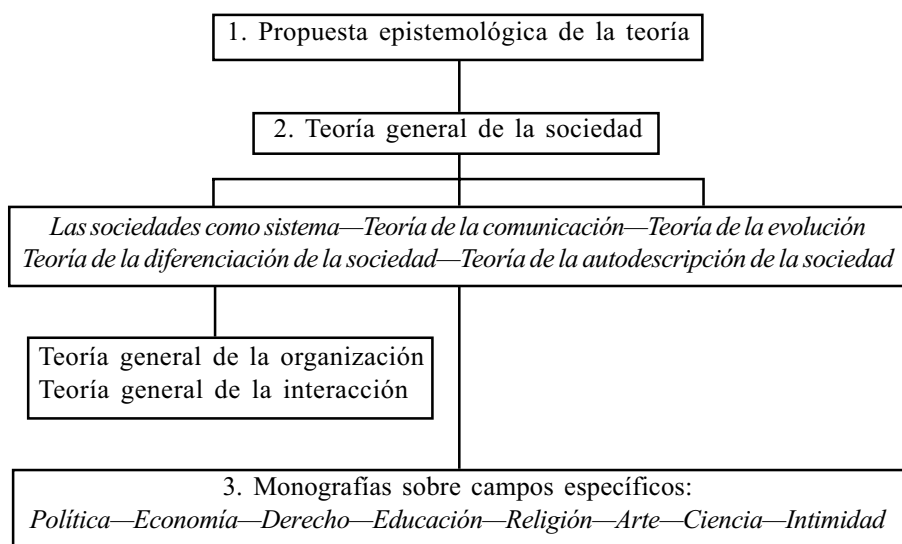 1. Propuesta epistemológica de la teoría
2. Teoría general de la sociedad
Las sociedades como sistema—Teoría de la comunicación—Teoría de la evolución
Teoría de la diferenciación de la sociedad—Teoría de la autodescripción de la sociedad
Teoría general de la organización
Teoría general de la interacción
3. Monografías sobre campos específicos:
Política—Economía—Derecho—Educación—Religión—Arte—Ciencia—Intimidad